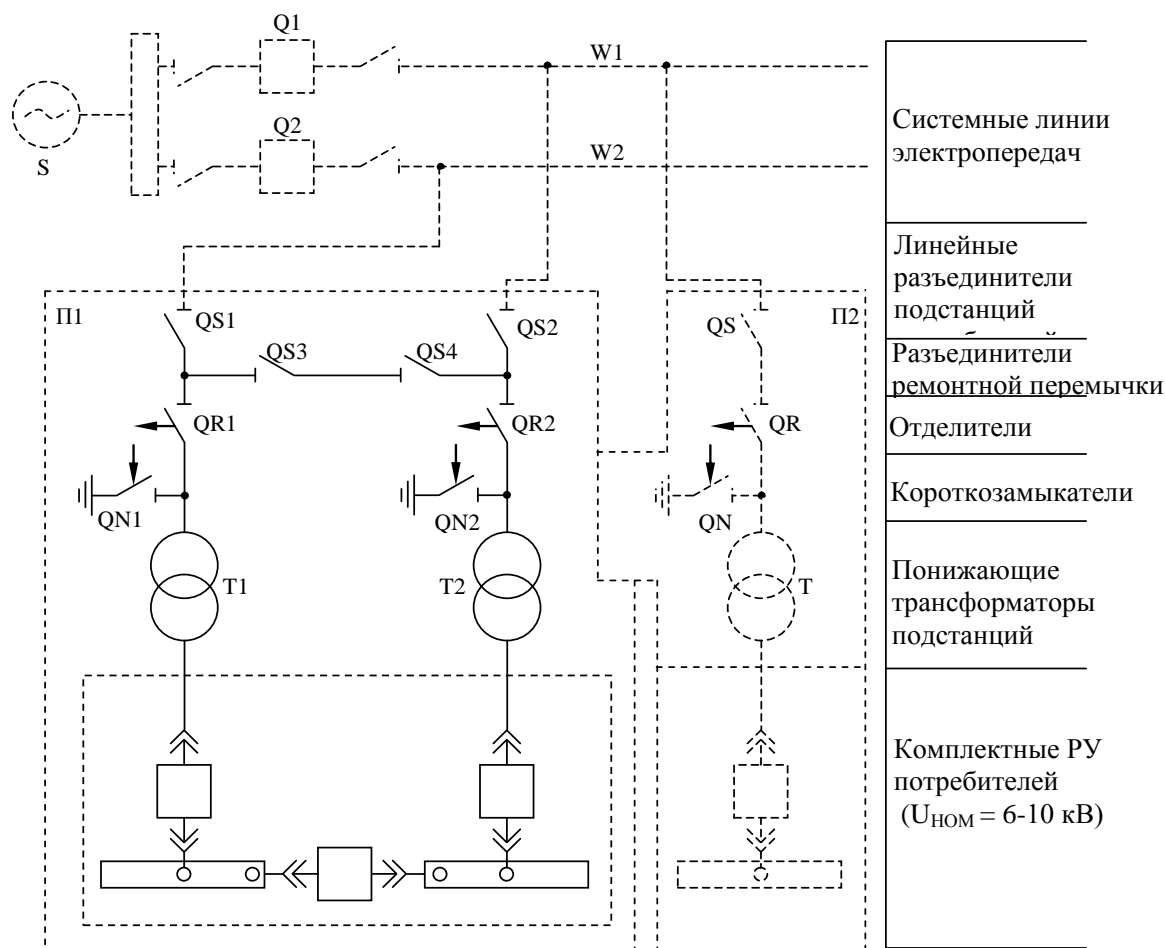 Q1
W1
Q2
W2
S
Системные линии
электропередач
Линейные
разъединители
подстанций
П1
QS1
QS2
QS
П2
QS3
QS4
Разъединители
ремонтной перемычки
QR1
QR2
QR
Отделители
QN1
QN2
QN
Короткозамыкатели
T1
T2
T
Понижающие
трансформаторы
подстанций
Комплектные РУ
потребителей
(UНОМ = 6-10 кВ)